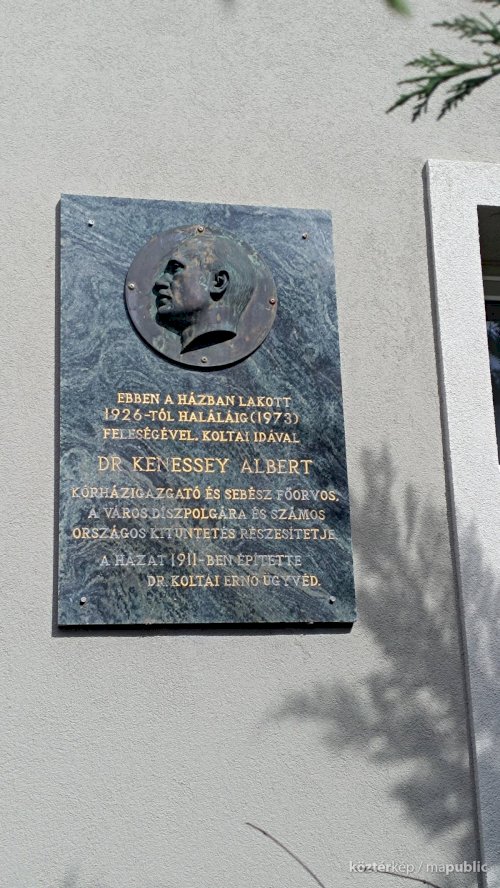 EBBEN A HÁZBAN LAKOTT
1926-TÓL HALÁLÁIG (1973)
FELESÉGÉVEL, KOLTAI IDÁVAL
DR KENESSEY ALBERT
KÓRHÁZIGAZGATÓ ÉS SEBÉSZ FŐORVOS,
A VÁROS DÍSZPOLGÁRA ÉS SZÁMOS
ORSZÁGOS KITÜNTETÉS RÉSZESÍTETJE
A HÁZAT 1911-BEN ÉPÍTETTE
DR. KOLTAI ERNŐ ÜGYVÉD.
köztérkép / mapublic